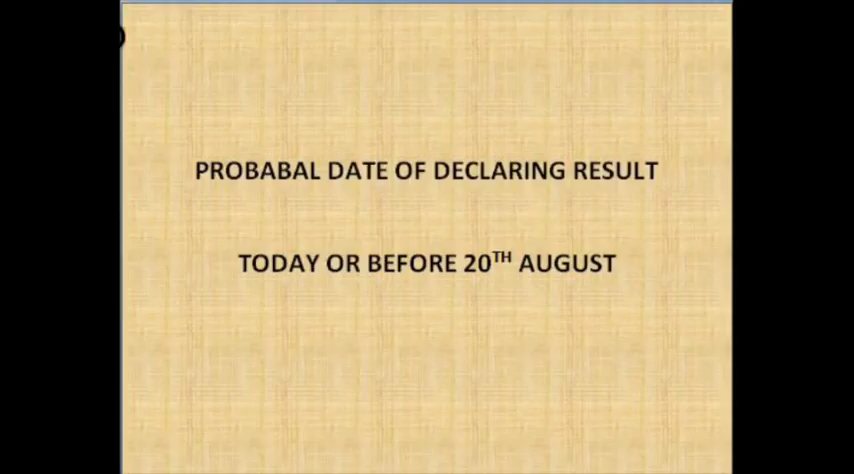 PROBABAL DATE OF DECLARING RESULT
TODAY OR BEFORE 20TH AUGUST